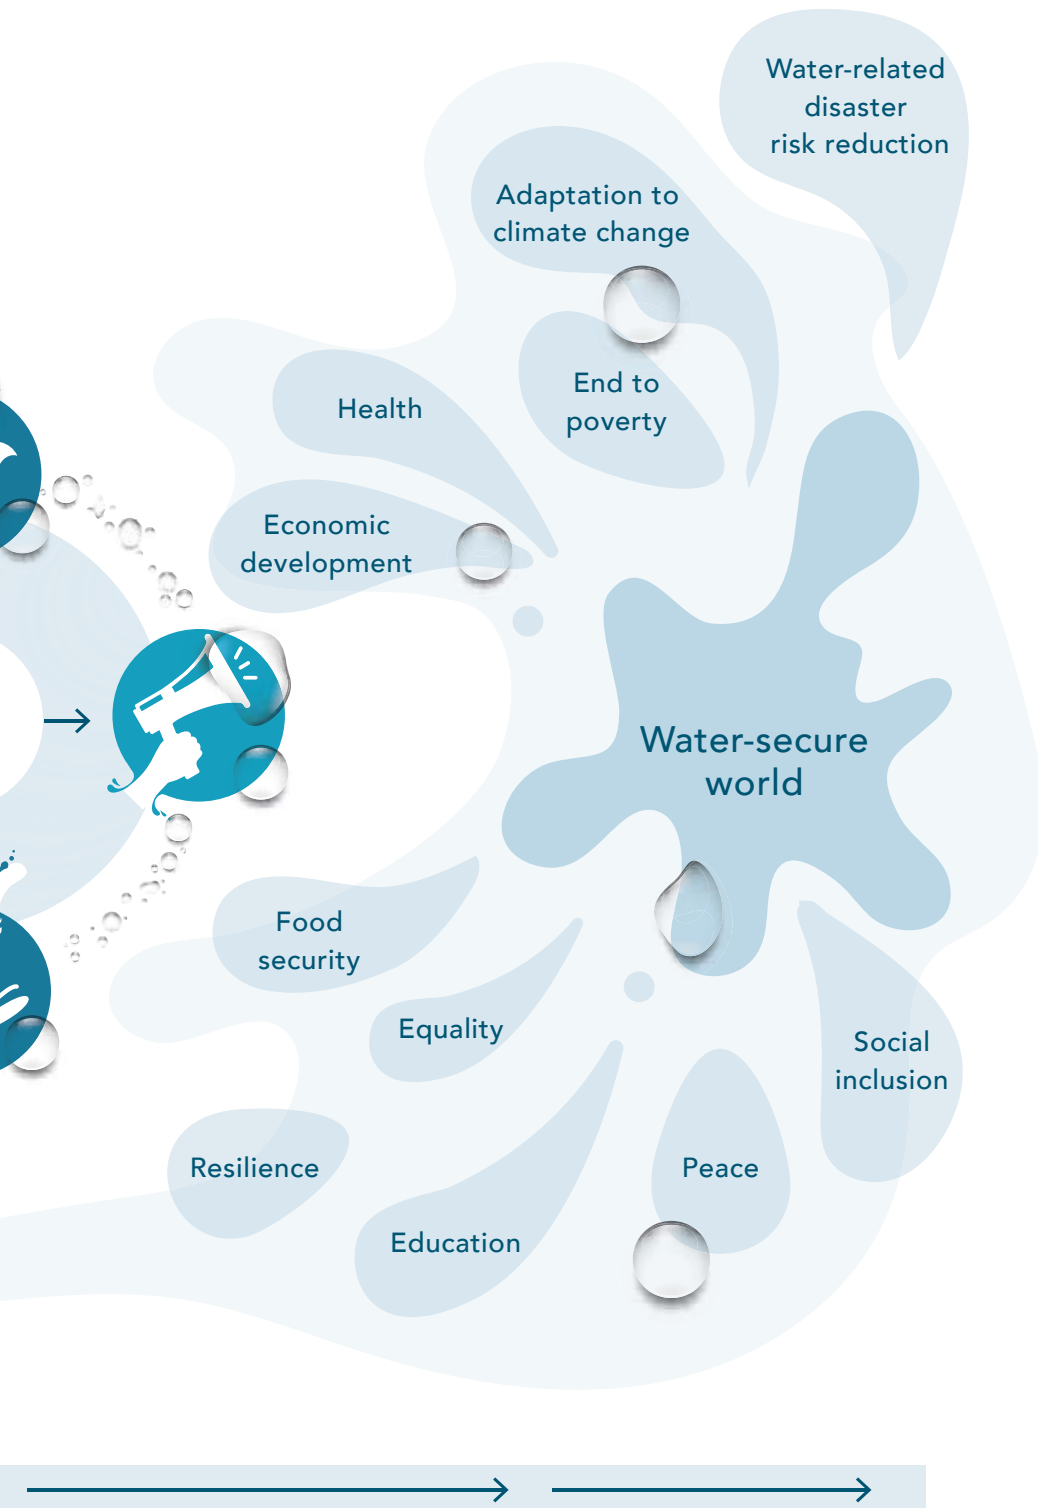 Water-related
disaster
risk reduction
Adaptation to
climate change
End to
poverty
Health
Economic
development
Water-secure
world
Food
security
Equality
Social
inclusion
Resilience
Peace
Education